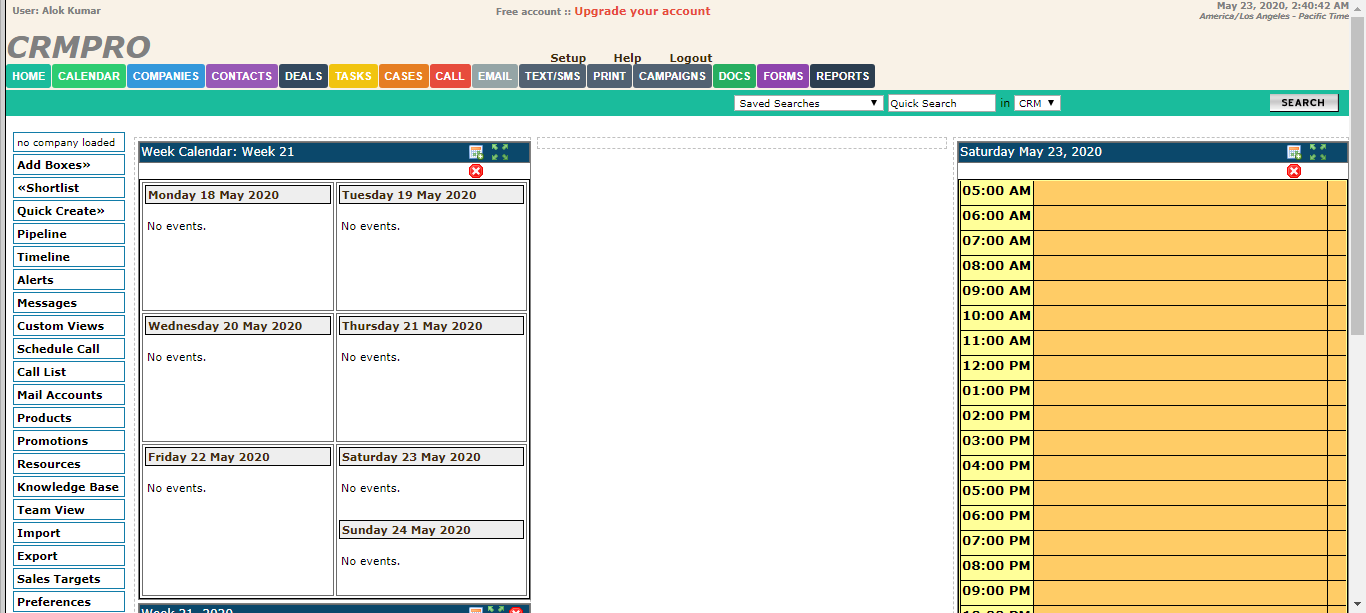 User: Alok Kumar
Free account :: Upgrade your account
May 23, 2020, 2:40:42 AM
America/Los Angeles - Pacific Time
CRMPRO
Setup Help Logout
HOME CALENDAR COMPANIES CONTACTS DEALS TASKS CASES CALL EMAIL TEXT/SMS PRINT CAMPAIGNS DOCS FORMS REPORTS
Saved Searches ▼ Quick Search in CRM ▼ SEARCH
no company loaded
Add Boxes»
«Shortlist
Quick Create»
Pipeline
Timeline
Alerts
Messages
Custom Views
Schedule Call
Call List
Mail Accounts
Products
Promotions
Resources
Knowledge Base
Team View
Import
Export
Sales Targets
Preferences
Week Calendar: Week 21
Monday 18 May 2020
No events.
Tuesday 19 May 2020
No events.
Wednesday 20 May 2020
No events.
Thursday 21 May 2020
No events.
Friday 22 May 2020
No events.
Saturday 23 May 2020
No events.
Sunday 24 May 2020
No events.
Week 21, 2020
Saturday May 23, 2020
05:00 AM
06:00 AM
07:00 AM
08:00 AM
09:00 AM
10:00 AM
11:00 AM
12:00 PM
01:00 PM
02:00 PM
03:00 PM
04:00 PM
05:00 PM
06:00 PM
07:00 PM
08:00 PM
09:00 PM